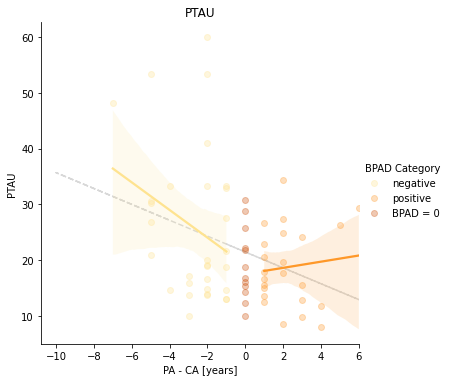 PTAU
60
50
40
30
20
10
PTAU
−10 −8 −6 −4 −2 0 2 4 6
PA - CA [years]
BPAD Category
negative
positive
BPAD = 0